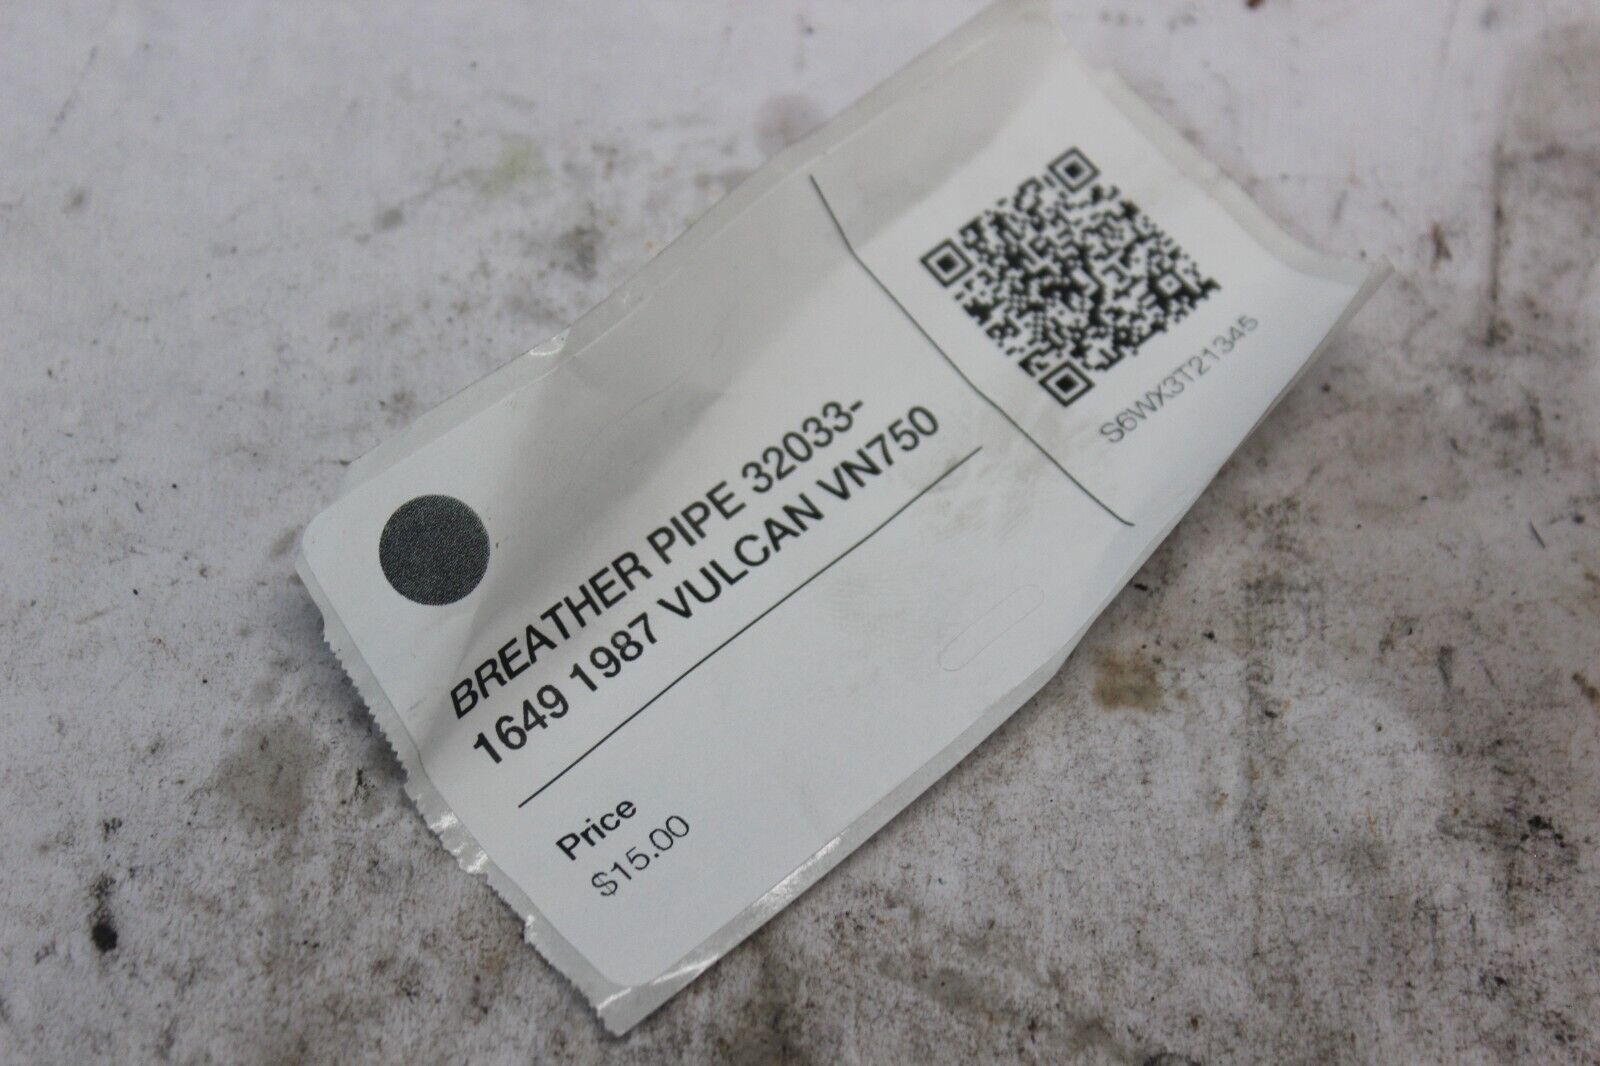 BREATHER PIPE 32033-
1649 1987 VULCAN VN750
Price
$15.00
S6WX3T21345